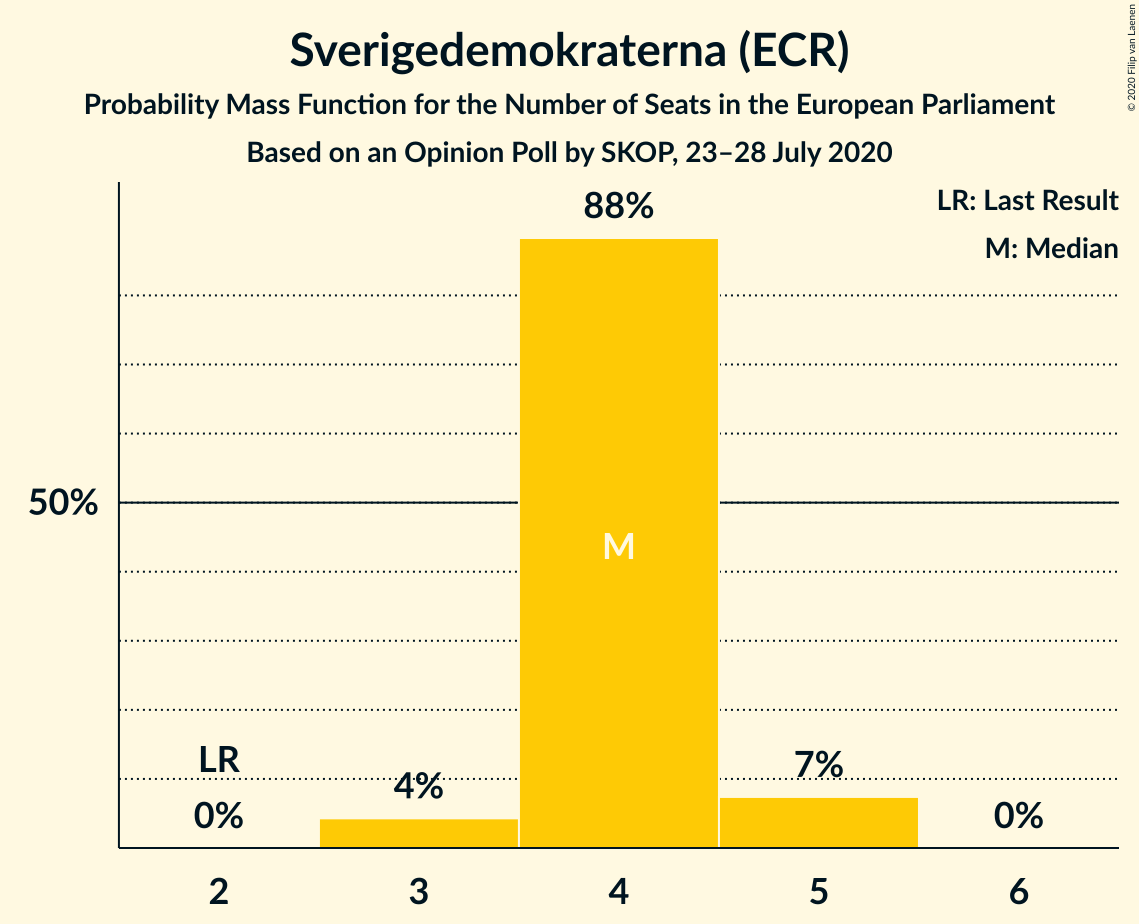 Sverigedemokraterna (ECR)
Probability Mass Function for the Number of Seats in the European Parliament
Based on an Opinion Poll by SKOP, 23–28 July 2020
© 2020 Filip van Laenen
LR: Last Result
M: Median
88%
50%
M
LR
0%
4%
7%
0%
2
3
4
5
6